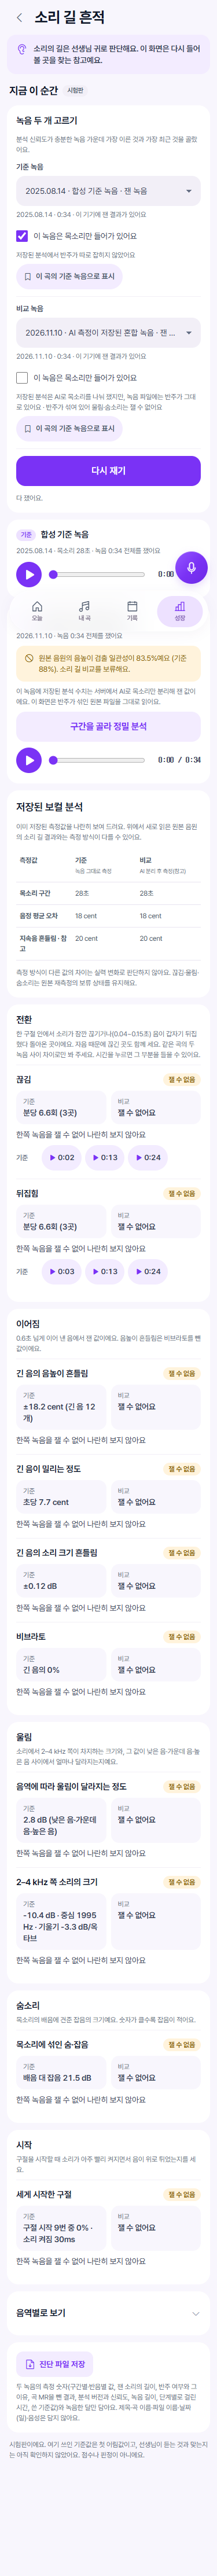 소리 길 흔적
소리의 길은 선생님 귀로 판단해요. 이 화면은 다시 들어
볼 곳을 찾는 참고예요.
지금 이 순간 시험판
녹음 두 개 고르기
분석 신뢰도가 충분한 녹음 가운데 가장 이른 것과 가장 최근 것을 골랐
어요.
기준 녹음
2025.08.14 · 합성 기준 녹음 · 잰 녹음
2025.08.14 · 0:34 · 이 기기에 잰 결과가 있어요
이 녹음은 목소리만 들어가 있어요
저장된 분석에서 반주가 따로 잡히지 않았어요
이 곡의 기준 녹음으로 표시
비교 녹음
2026.11.10 · AI 측정이 저장된 혼합 녹음 · 잰 ...
2026.11.10 · 0:34 · 이 기기에 잰 결과가 있어요
이 녹음은 목소리만 들어가 있어요
저장된 분석은 AI로 목소리를 나눠 쟀지만, 녹음 파일에는 반주가 그대
로 있어요 · 반주가 섞여 있어 울림·숨소리는 잴 수 없어요
이 곡의 기준 녹음으로 표시
다시 재기
다 쟀어요.
기준 합성 기준 녹음
2025.08.14 · 목소리 28초 · 녹음 0:34 전체를 쟀어요
0:00
오늘
내 곡
기록
성장
2026.11.10 · 녹음 0:34 전체를 쟀어요
원본 음원의 음높이 검출 일관성이 83.5%예요 (기준
88%). 소리 길 비교를 보류해요.
이 녹음에 저장된 분석 수치는 서버에서 AI로 목소리만 분리해 잰 값이
에요. 이 화면은 반주가 섞인 원본 파일을 그대로 읽어요.
구간을 골라 정밀 분석
0:00 / 0:34
저장된 보컬 분석
이미 저장된 측정값을 나란히 보여 드려요. 위에서 새로 읽은 원본 음원
의 소리 길 결과와는 측정 방식이 다를 수 있어요.
측정값 기준 비교
녹음 그대로 측정 AI 분리 후 측정(참고)
목소리 구간 28초 28초
음정 평균 오차 18 cent 18 cent
지속음 흔들림 · 참 20 cent 20 cent
고
측정 방식이 다른 값의 차이는 실력 변화로 판단하지 않아요. 끊김·울림·
숨소리는 원본 재측정의 보류 상태를 유지해요.
전환
한 구절 안에서 소리가 잠깐 끊기거나(0.04~0.15초) 음이 갑자기 뒤집
혔다 돌아온 곳이에요. 자음 때문에 끊긴 곳도 함께 세요. 같은 곡의 두
녹음 사이 차이로만 봐 주세요. 시간을 누르면 그 부분을 들을 수 있어요.
끊김 잴 수 없음
기준
분당 6.6회 (3곳)
비교
잴 수 없어요
한쪽 녹음을 잴 수 없어 나란히 보지 않아요
기준 0:02 0:13 0:24
뒤집힘 잴 수 없음
기준
분당 6.6회 (3곳)
비교
잴 수 없어요
한쪽 녹음을 잴 수 없어 나란히 보지 않아요
기준 0:03 0:13 0:24
이어짐
0.6초 넘게 이어 낸 음에서 잰 값이에요. 음높이 흔들림은 비브라토를 뺀
값이에요.
긴 음의 음높이 흔들림 잴 수 없음
기준
±18.2 cent (긴 음 12
개)
비교
잴 수 없어요
한쪽 녹음을 잴 수 없어 나란히 보지 않아요
긴 음이 밀리는 정도 잴 수 없음
기준
초당 7.7 cent
비교
잴 수 없어요
한쪽 녹음을 잴 수 없어 나란히 보지 않아요
긴 음의 소리 크기 흔들림 잴 수 없음
기준
±0.12 dB
비교
잴 수 없어요
한쪽 녹음을 잴 수 없어 나란히 보지 않아요
비브라토 잴 수 없음
기준
긴 음의 0%
비교
잴 수 없어요
한쪽 녹음을 잴 수 없어 나란히 보지 않아요
울림
소리에서 2~4 kHz 쪽이 차지하는 크기와, 그 값이 낮은 음·가운데 음·높
은 음 사이에서 얼마나 달라지는지예요.
음역에 따라 울림이 달라지는 정도 잴 수 없음
기준
2.8 dB (낮은 음·가운데
음·높은 음)
비교
잴 수 없어요
한쪽 녹음을 잴 수 없어 나란히 보지 않아요
2~4 kHz 쪽 소리의 크기 잴 수 없음
기준
-10.4 dB · 중심 1995
Hz · 기울기 -3.3 dB/옥
타브
비교
잴 수 없어요
한쪽 녹음을 잴 수 없어 나란히 보지 않아요
숨소리
목소리의 배음에 견준 잡음의 크기예요. 숫자가 클수록 잡음이 적어요.
목소리에 섞인 숨·잡음 잴 수 없음
기준
배음 대 잡음 21.5 dB
비교
잴 수 없어요
한쪽 녹음을 잴 수 없어 나란히 보지 않아요
시작
구절을 시작할 때 소리가 아주 빨리 켜지면서 음이 위로 튀었는지를 세
요.
세게 시작한 구절 잴 수 없음
기준
구절 시작 9번 중 0% ·
소리 켜짐 30ms
비교
잴 수 없어요
한쪽 녹음을 잴 수 없어 나란히 보지 않아요
음역별로 보기
진단 파일 저장
두 녹음의 측정 숫자(구간별·반음별 값, 잰 소리의 길이, 반주 여부와 그
이유, 곡 MR을 뺀 결과, 분석 버전과 신뢰도, 녹음 길이, 단계별로 걸린
시간, 쓴 기준값)와 녹음한 달만 담아요. 제목·곡 이름·파일 이름·날짜
(일)·음성은 담지 않아요.
시험판이에요. 여기 쓰인 기준값은 첫 어림값이고, 선생님이 듣는 것과 맞는지
는 아직 확인하지 않았어요. 점수나 판정이 아니에요.